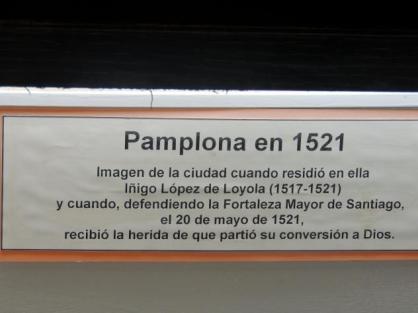 Pamplona en 1521
Imagen de la ciudad cuando residió en ella
Iñigo López de Loyola (1517-1521)
y cuando, defendiendo la Fortaleza Mayor de Santiago,
el 20 de mayo de 1521,
recibió la herida de que partió su conversión a Dios.